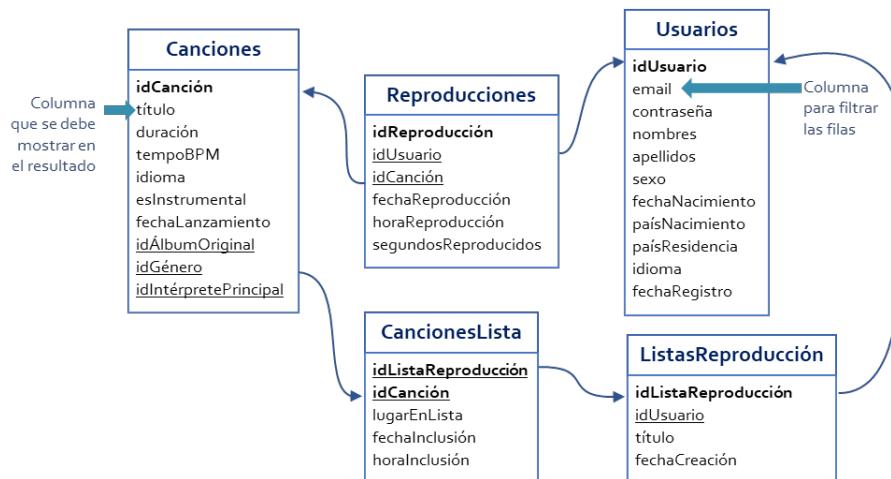 Canciones
idCanción
título
duración
tempoBPM
idioma
esInstrumental
fechaLanzamiento
idÁlbumOriginal
idGénero
idIntérpretePrincipal
Columna
que se debe
mostrar en
el resultado
Reproducciones
idReproducción
idUsuario
idCanción
fechaReproducción
horaReproducción
segundosReproducidos
Usuarios
idUsuario
email
contraseña
nombres
apellidos
sexo
fechaNacimiento
paísNacimiento
paísResidencia
idioma
fechaRegistro
Columna
para filtrar
las filas
CancionesLista
idListaReproducción
idCanción
lugarEnLista
fechaInclusión
horaInclusión
ListasReproducción
idListaReproducción
idUsuario
título
fechaCreación